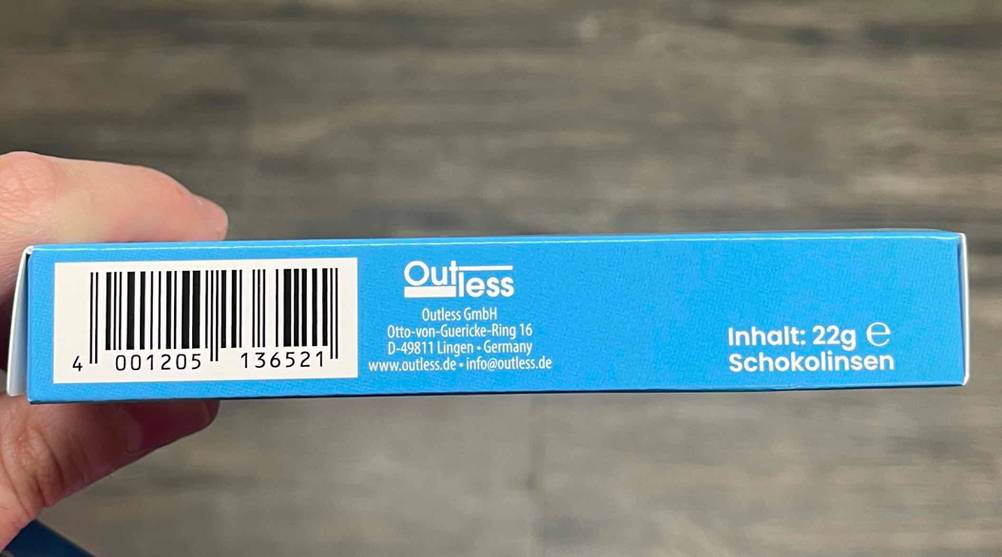 4 001205 136521
Outless
Outless GmbH
Otto-von-Guericke-Ring 16
D-49811 Lingen • Germany
www.outless.de • info@outless.de
Inhalt: 22g ℮
Schokolinsen